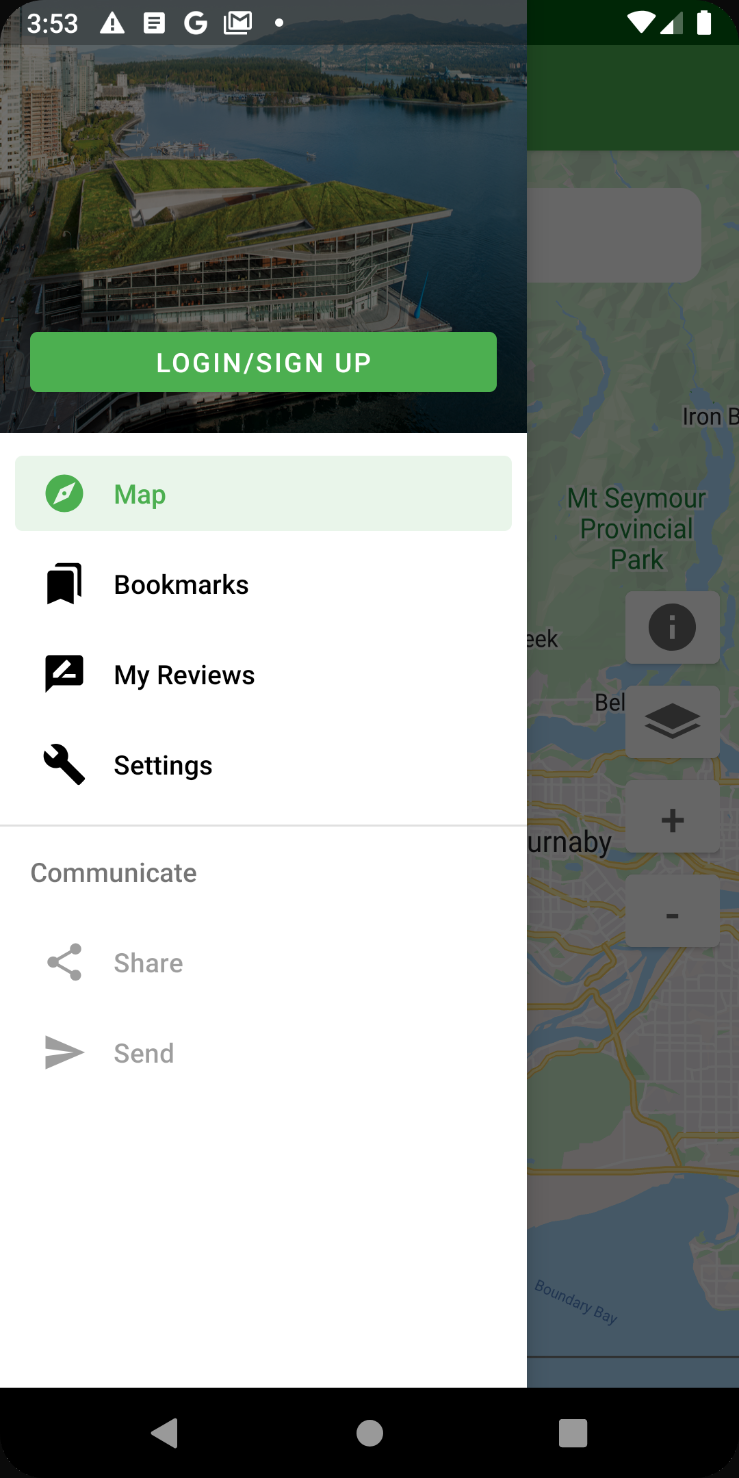 3:53
LOGIN/SIGN UP
Map
Bookmarks
My Reviews
Settings
Communicate
Share
Send
Iron B
Mt Seymour
Provincial
Park
eek
Bel
urnaby
+
-
Boundary Bay